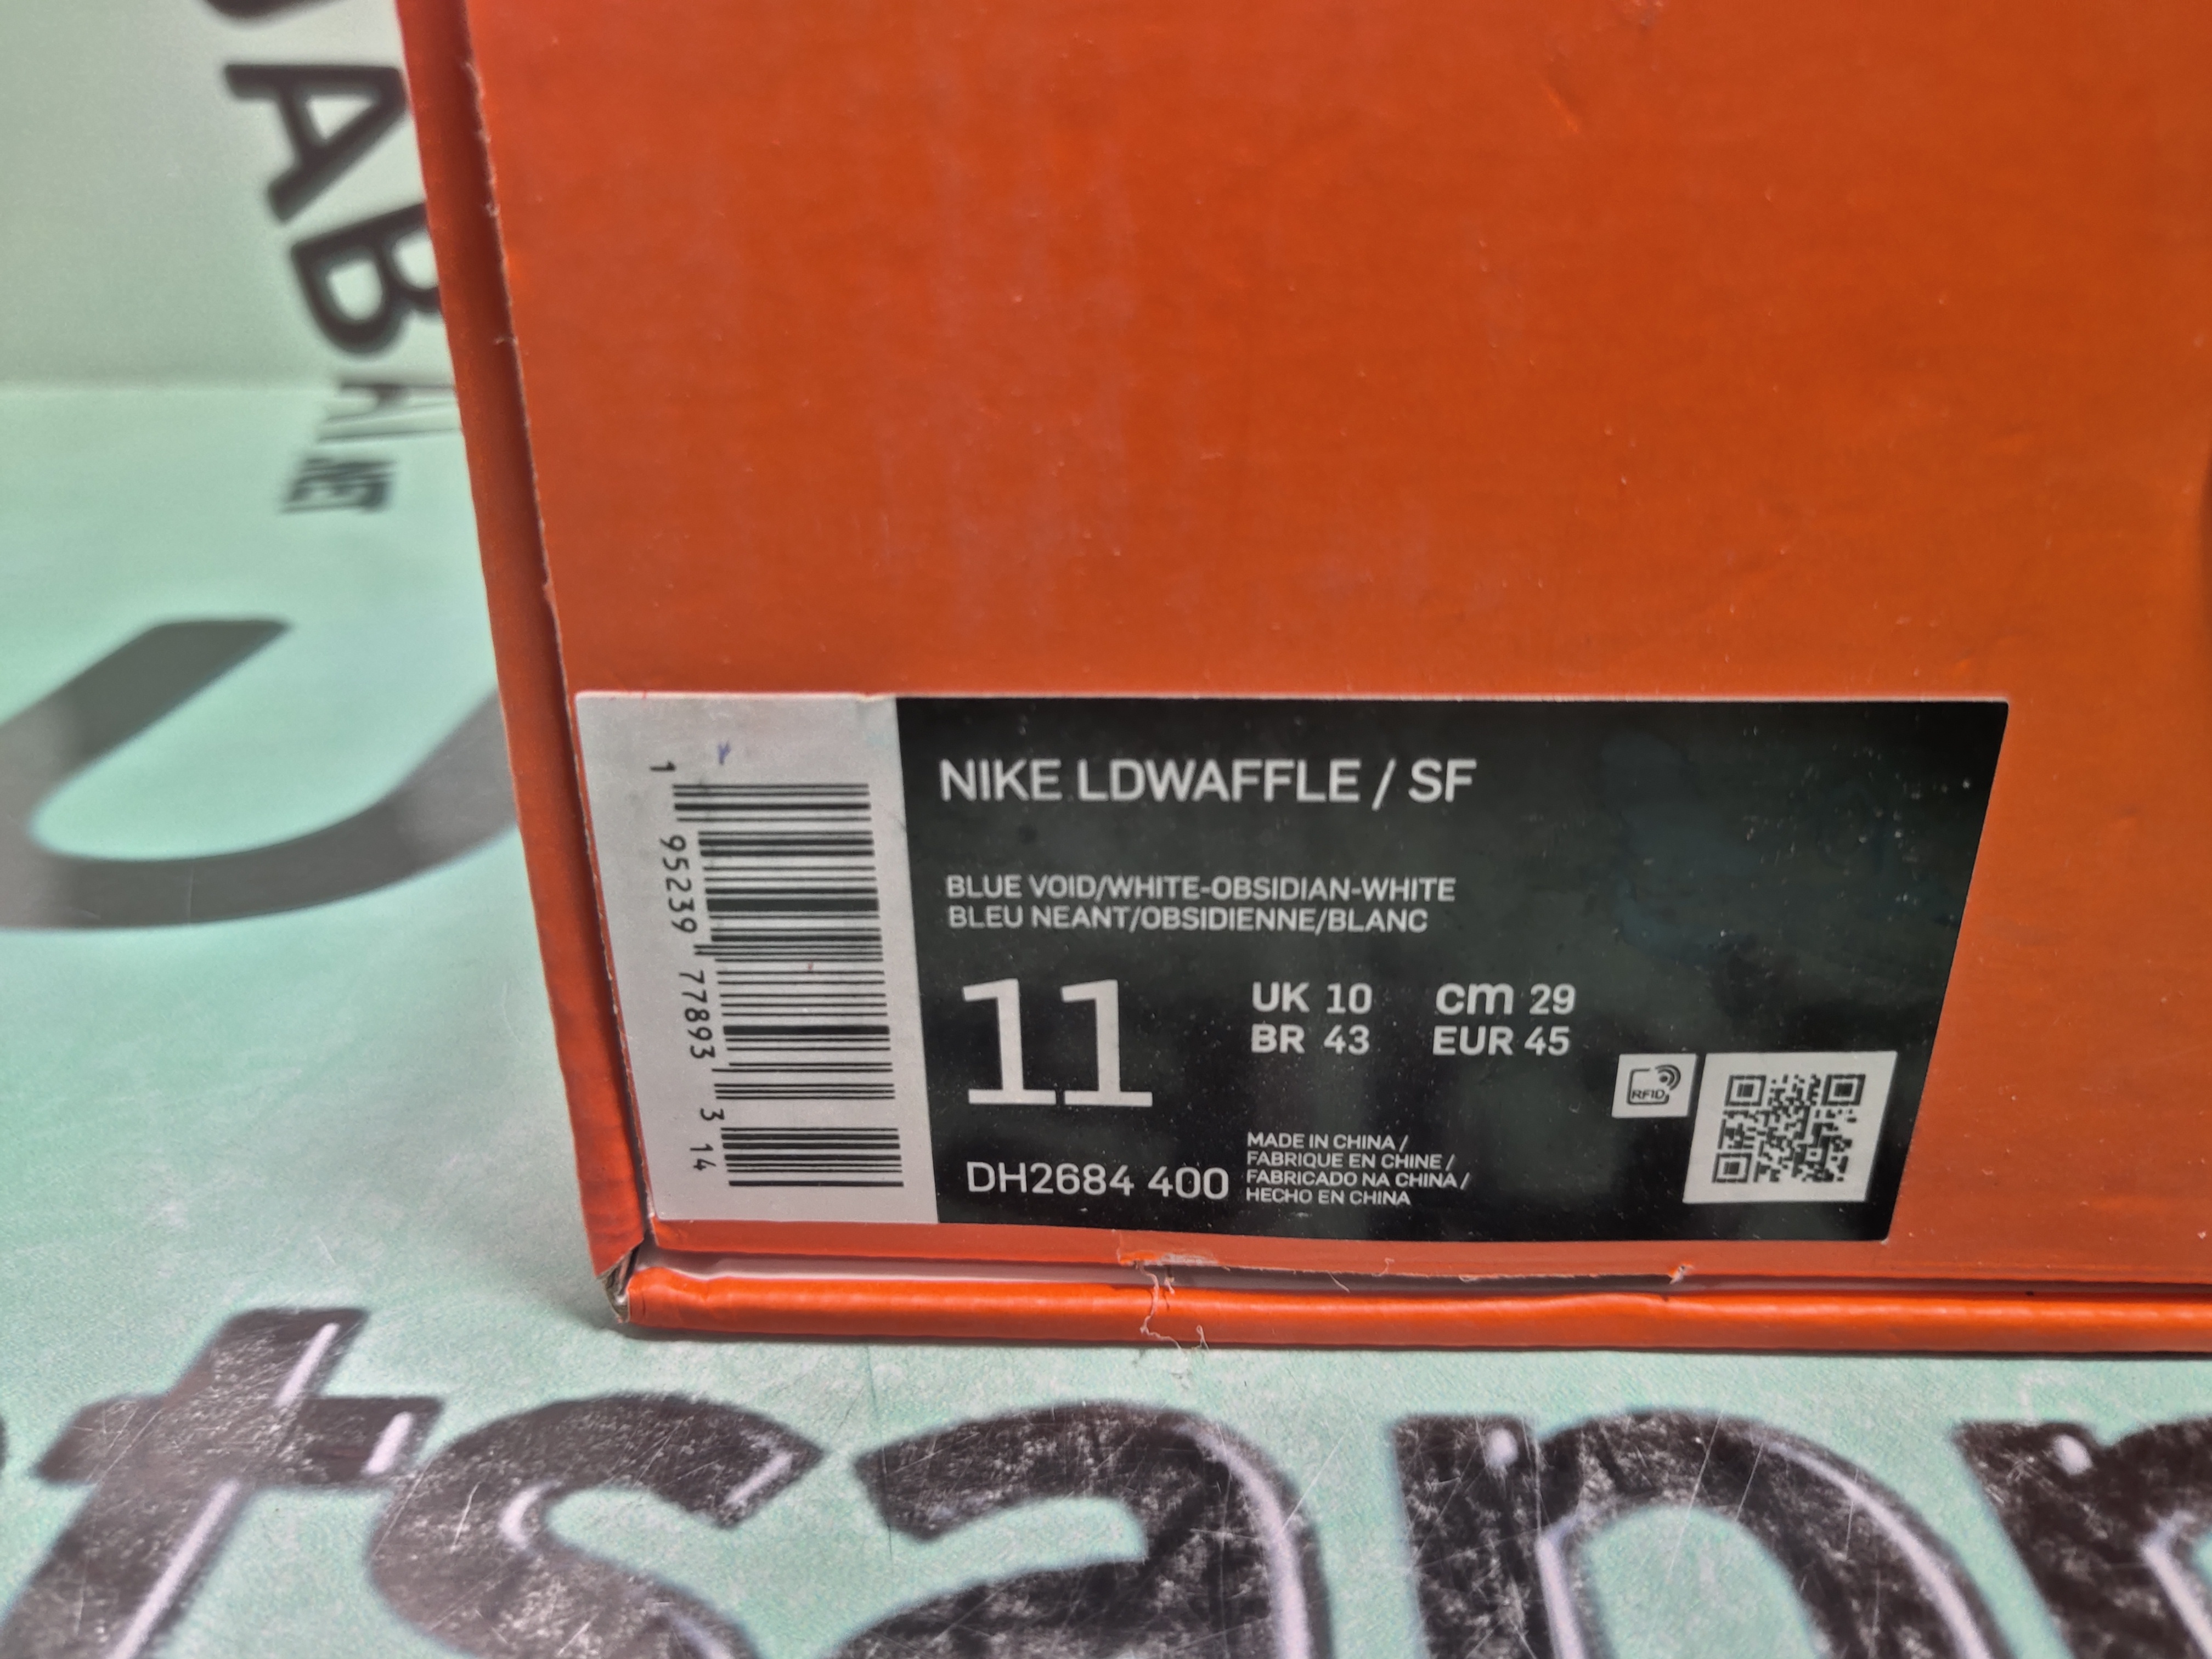 NIKE LDWAFFLE / SF
BLUE VOID/WHITE-OBSIDIAN-WHITE
BLEU NEANT/OBSIDIENNE/BLANC
11
UK 10 cm 29
BR 43 EUR 45
DH2684 400
MADE IN CHINA /
FABRIQUE EN CHINE /
FABRICADO NA CHINA /
HECHO EN CHINA
RFID
1 95239 77893 3 14